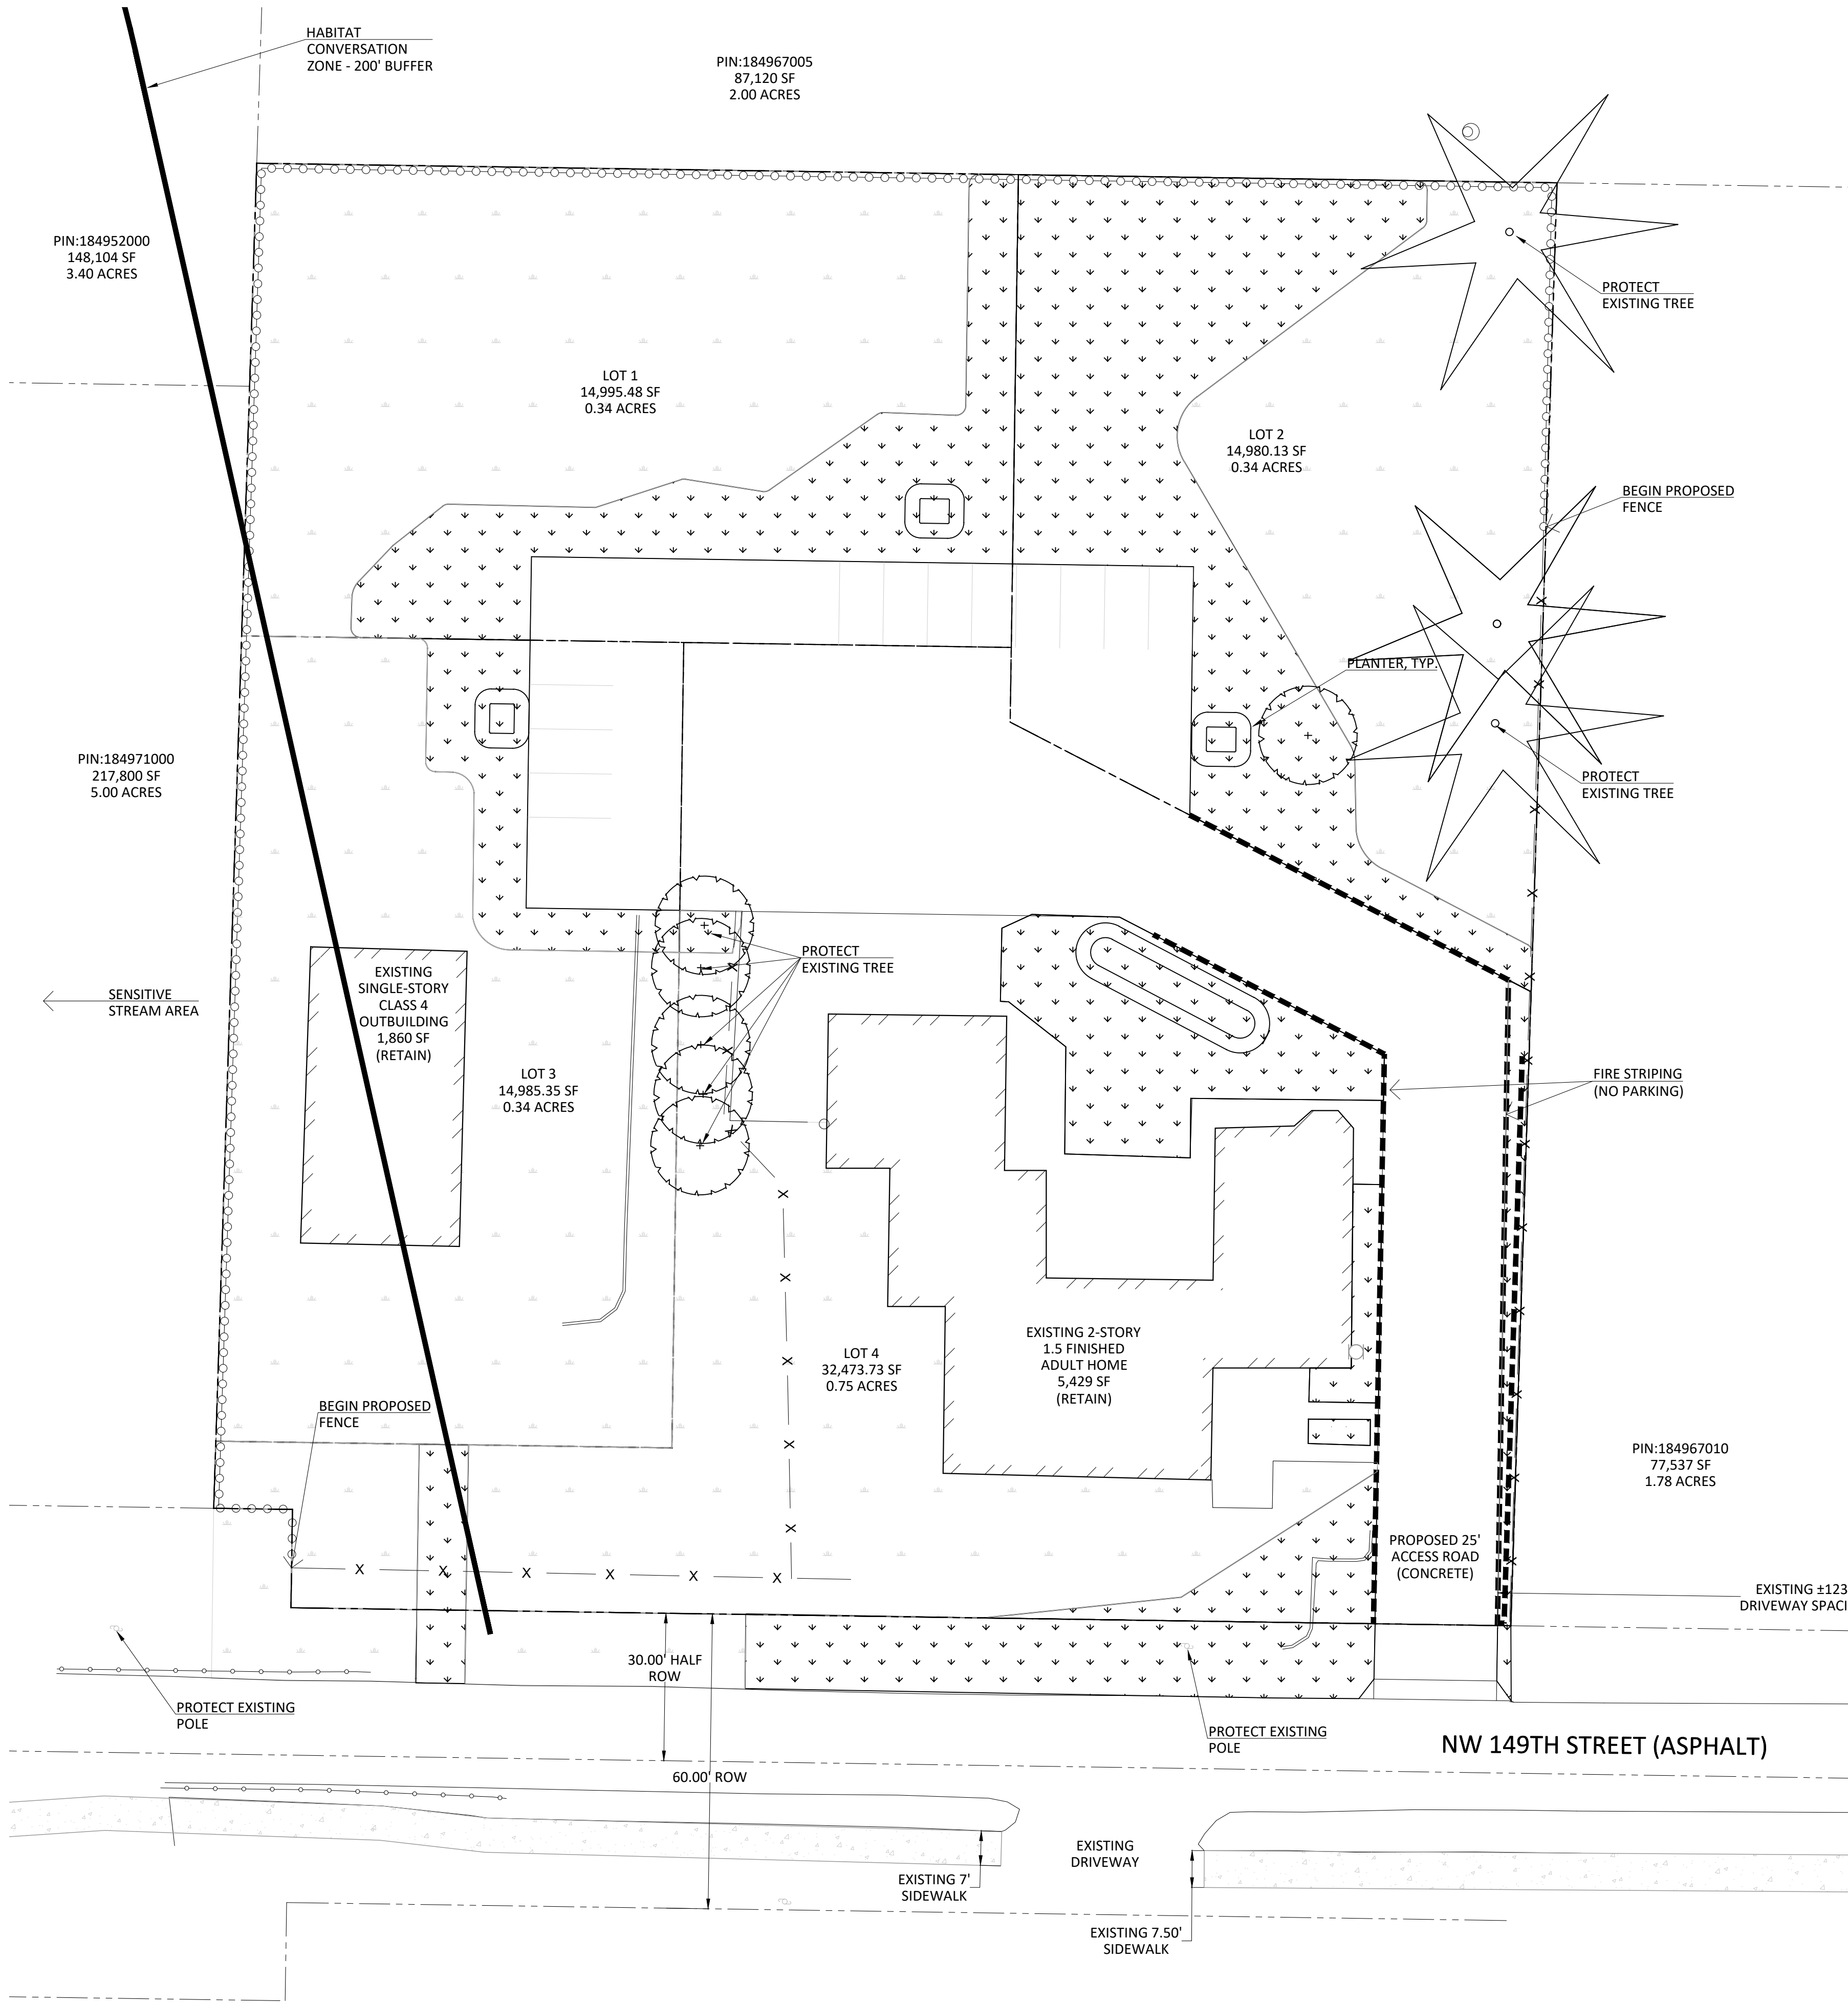 HABITAT
CONVERSATION
ZONE - 200' BUFFER
PIN:184967005
87,120 SF
2.00 ACRES
PIN:184952000
148,104 SF
3.40 ACRES
PROTECT
EXISTING TREE
LOT 1
14,995.48 SF
0.34 ACRES
LOT 2
14,980.13 SF
0.34 ACRES
BEGIN PROPOSED
FENCE
PLANTER, TYP.
PIN:184971000
217,800 SF
5.00 ACRES
PROTECT
EXISTING TREE
PROTECT
EXISTING TREE
EXISTING
SINGLE-STORY
CLASS 4
OUTBUILDING
1,860 SF
(RETAIN)
SENSITIVE
STREAM AREA
LOT 3
14,985.35 SF
0.34 ACRES
FIRE STRIPING
(NO PARKING)
EXISTING 2-STORY
1.5 FINISHED
ADULT HOME
5,429 SF
(RETAIN)
LOT 4
32,473.73 SF
0.75 ACRES
BEGIN PROPOSED
FENCE
PIN:184967010
77,537 SF
1.78 ACRES
PROPOSED 25'
ACCESS ROAD
(CONCRETE)
EXISTING ±123
DRIVEWAY SPACI
30.00' HALF
ROW
PROTECT EXISTING
POLE
PROTECT EXISTING
POLE
NW 149TH STREET (ASPHALT)
60.00' ROW
EXISTING
DRIVEWAY
EXISTING 7'
SIDEWALK
EXISTING 7.50'
SIDEWALK